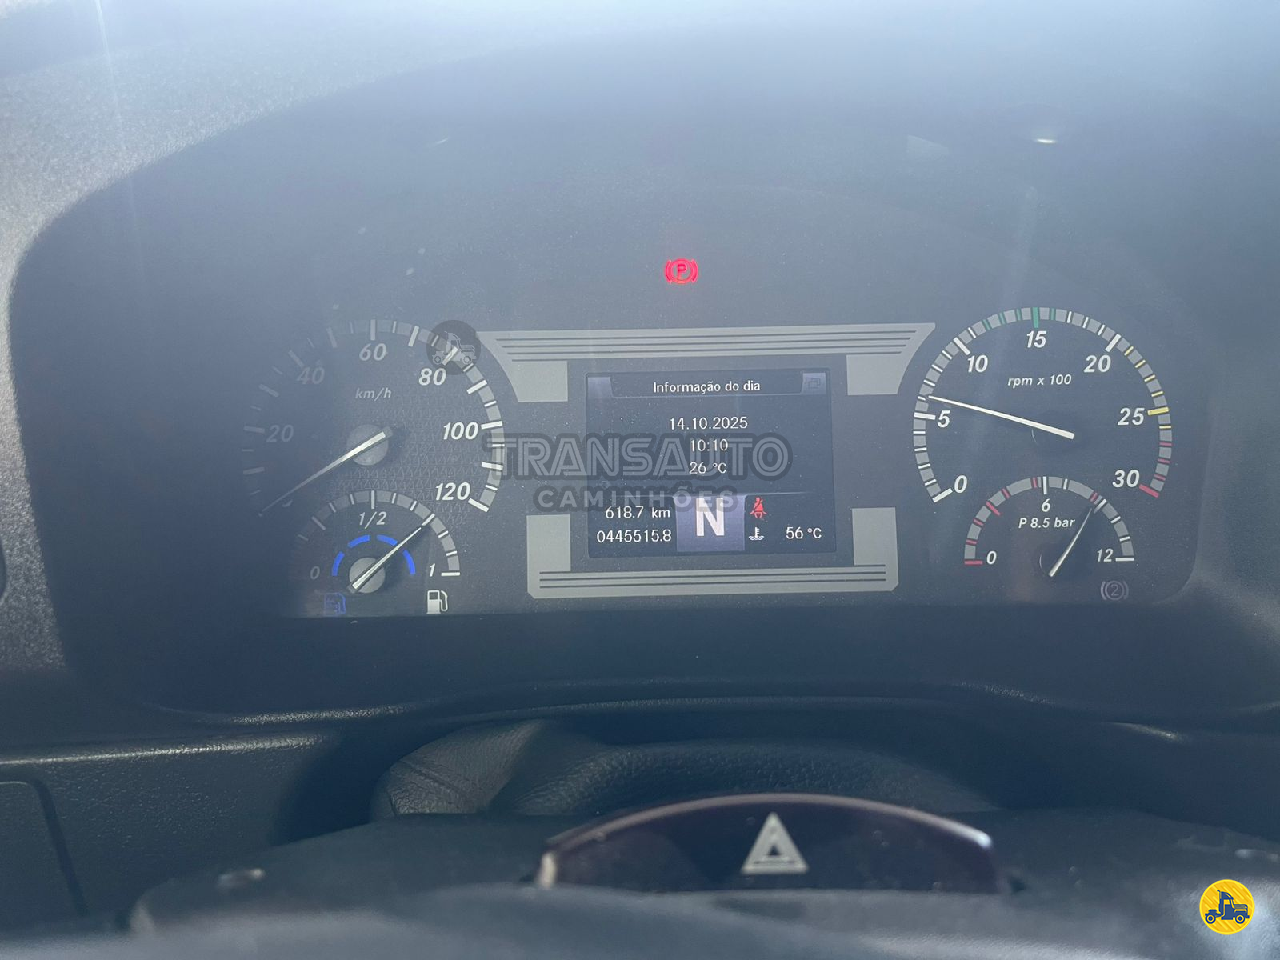 P
20 40 60 80 100 120
km/h
0 1/2 1
Informação do dia
14.10.2025
10:10
26 °C
618.7 km
0445515.8
N
56 °C
TRANSAUTO
CAMINHÕES
0 5 10 15 20 25 30
rpm x 100
0 6 12
P 8.5 bar
2